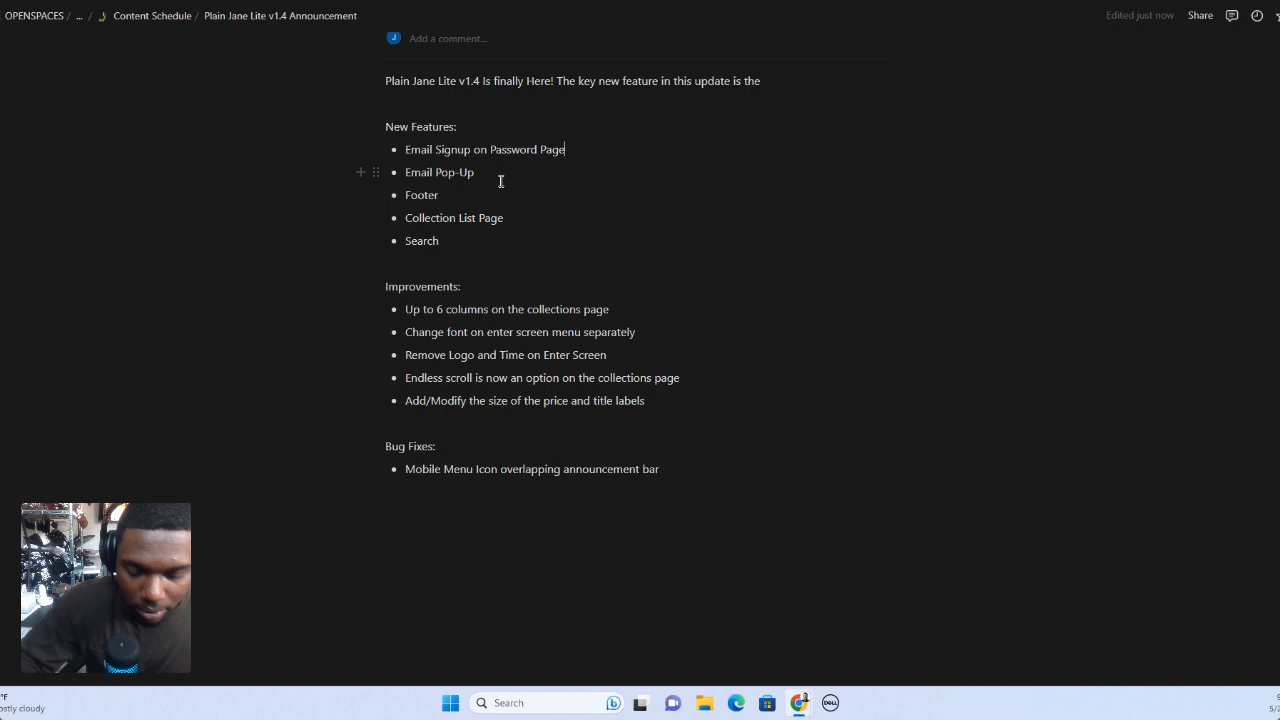 OPENSPACES / ... / Content Schedule / Plain Jane Lite v1.4 Announcement
Edited just now
Share
J
Add a comment...
Plain Jane Lite v1.4 Is finally Here! The key new feature in this update is the
New Features:
• Email Signup on Password Page
• Email Pop-Up
• Footer
• Collection List Page
• Search
Improvements:
• Up to 6 columns on the collections page
• Change font on enter screen menu separately
• Remove Logo and Time on Enter Screen
• Endless scroll is now an option on the collections page
• Add/Modify the size of the price and title labels
Bug Fixes:
• Mobile Menu Icon overlapping announcement bar
°F
ostly cloudy
Search
DELL
5/2